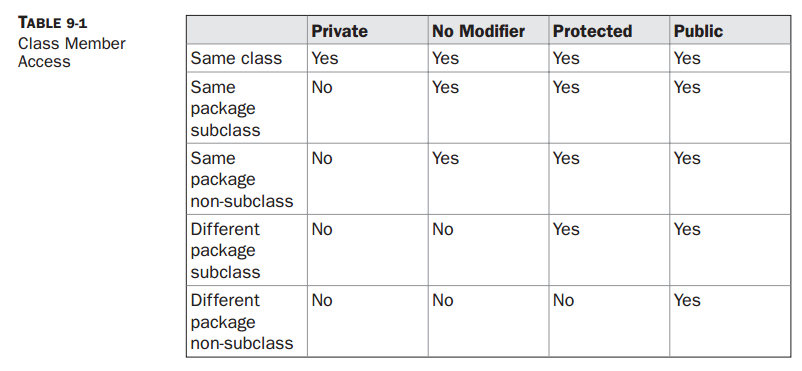 TABLE 9-1
Class Member
Access
Private No Modifier Protected Public
Same class Yes Yes Yes Yes
Same No Yes Yes Yes
package
subclass
Same No Yes Yes Yes
package
non-subclass
Different No No Yes Yes
package
subclass
Different No No No Yes
package
non-subclass